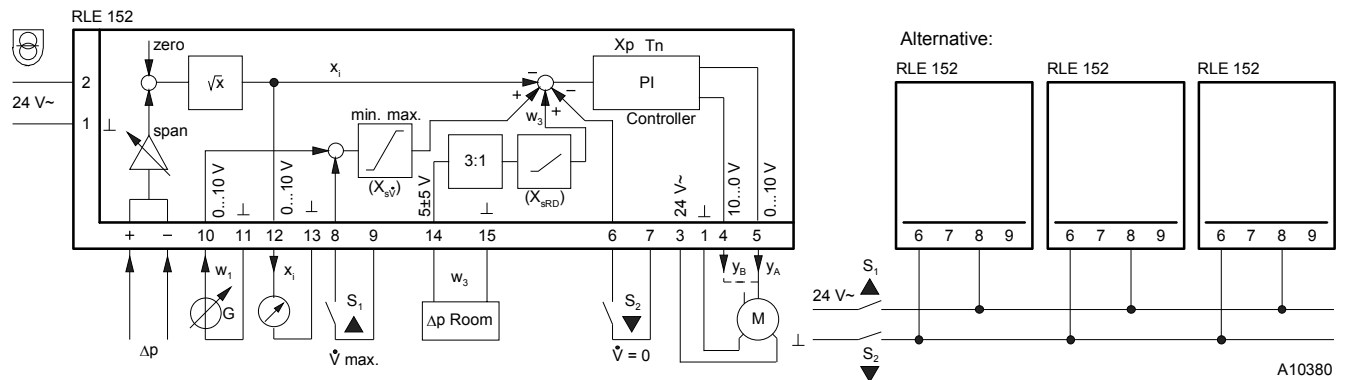 RLE 152
zero
Xp Tn
Alternative:
2
√x
xi
−
−
PI
RLE 152
RLE 152
RLE 152
24 V~
+
+
1
⊥
span
min. max.
w3
Controller
3:1
0...10 V
⊥
0...10 V
⊥
(XsV̇)
5±5 V
⊥
(XsRD)
24 V~
⊥
10...0 V
0...10 V
+
−
10
11
12
13
8
9
14
15
6
7
3
1
4
5
6 7 8 9
6 7 8 9
6 7 8 9
w1
xi
w3
yB
yA
S1
S1
S2
24 V~
G
Δp Room
M
⊥
Δp
V̇ max.
V̇ = 0
S2
A10380